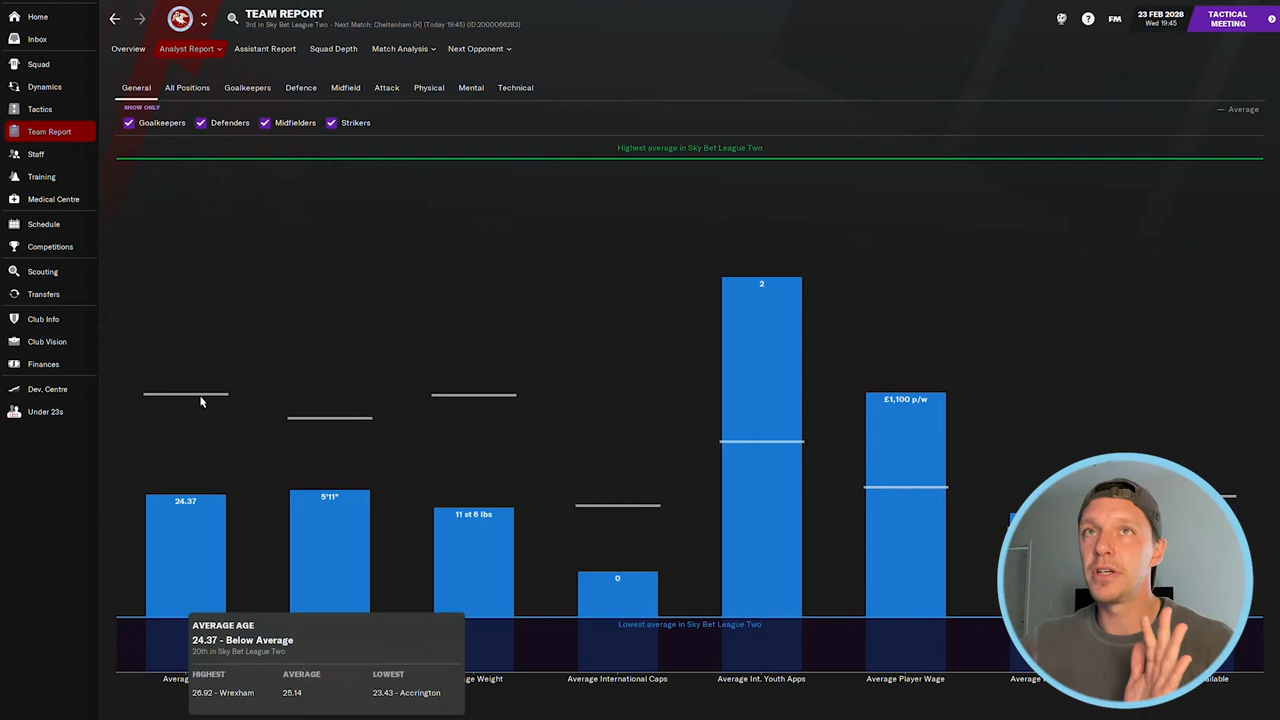 Home
Inbox
Squad
Dynamics
Tactics
Team Report
Staff
Training
Medical Centre
Schedule
Competitions
Scouting
Transfers
Club Info
Club Vision
Finances
Dev. Centre
Under 23s
TEAM REPORT
3rd in Sky Bet League Two - Next Match: Cheltenham (H) (Today 19:45) (ID:2000066283)
FM
23 FEB 2028
Wed 19:45
TACTICAL
MEETING
Overview
Analyst Report
Assistant Report
Squad Depth
Match Analysis
Next Opponent
General
All Positions
Goalkeepers
Defence
Midfield
Attack
Physical
Mental
Technical
SHOW ONLY
Goalkeepers
Defenders
Midfielders
Strikers
Average
Highest average in Sky Bet League Two
24.37
5'11"
11 st 6 lbs
0
2
£1,100 p/w
Lowest average in Sky Bet League Two
AVERAGE AGE
24.37 - Below Average
20th in Sky Bet League Two
HIGHEST
AVERAGE
LOWEST
26.92 - Wrexham
25.14
23.43 - Accrington
Weight
Average International Caps
Average Int. Youth Apps
Average Player Wage